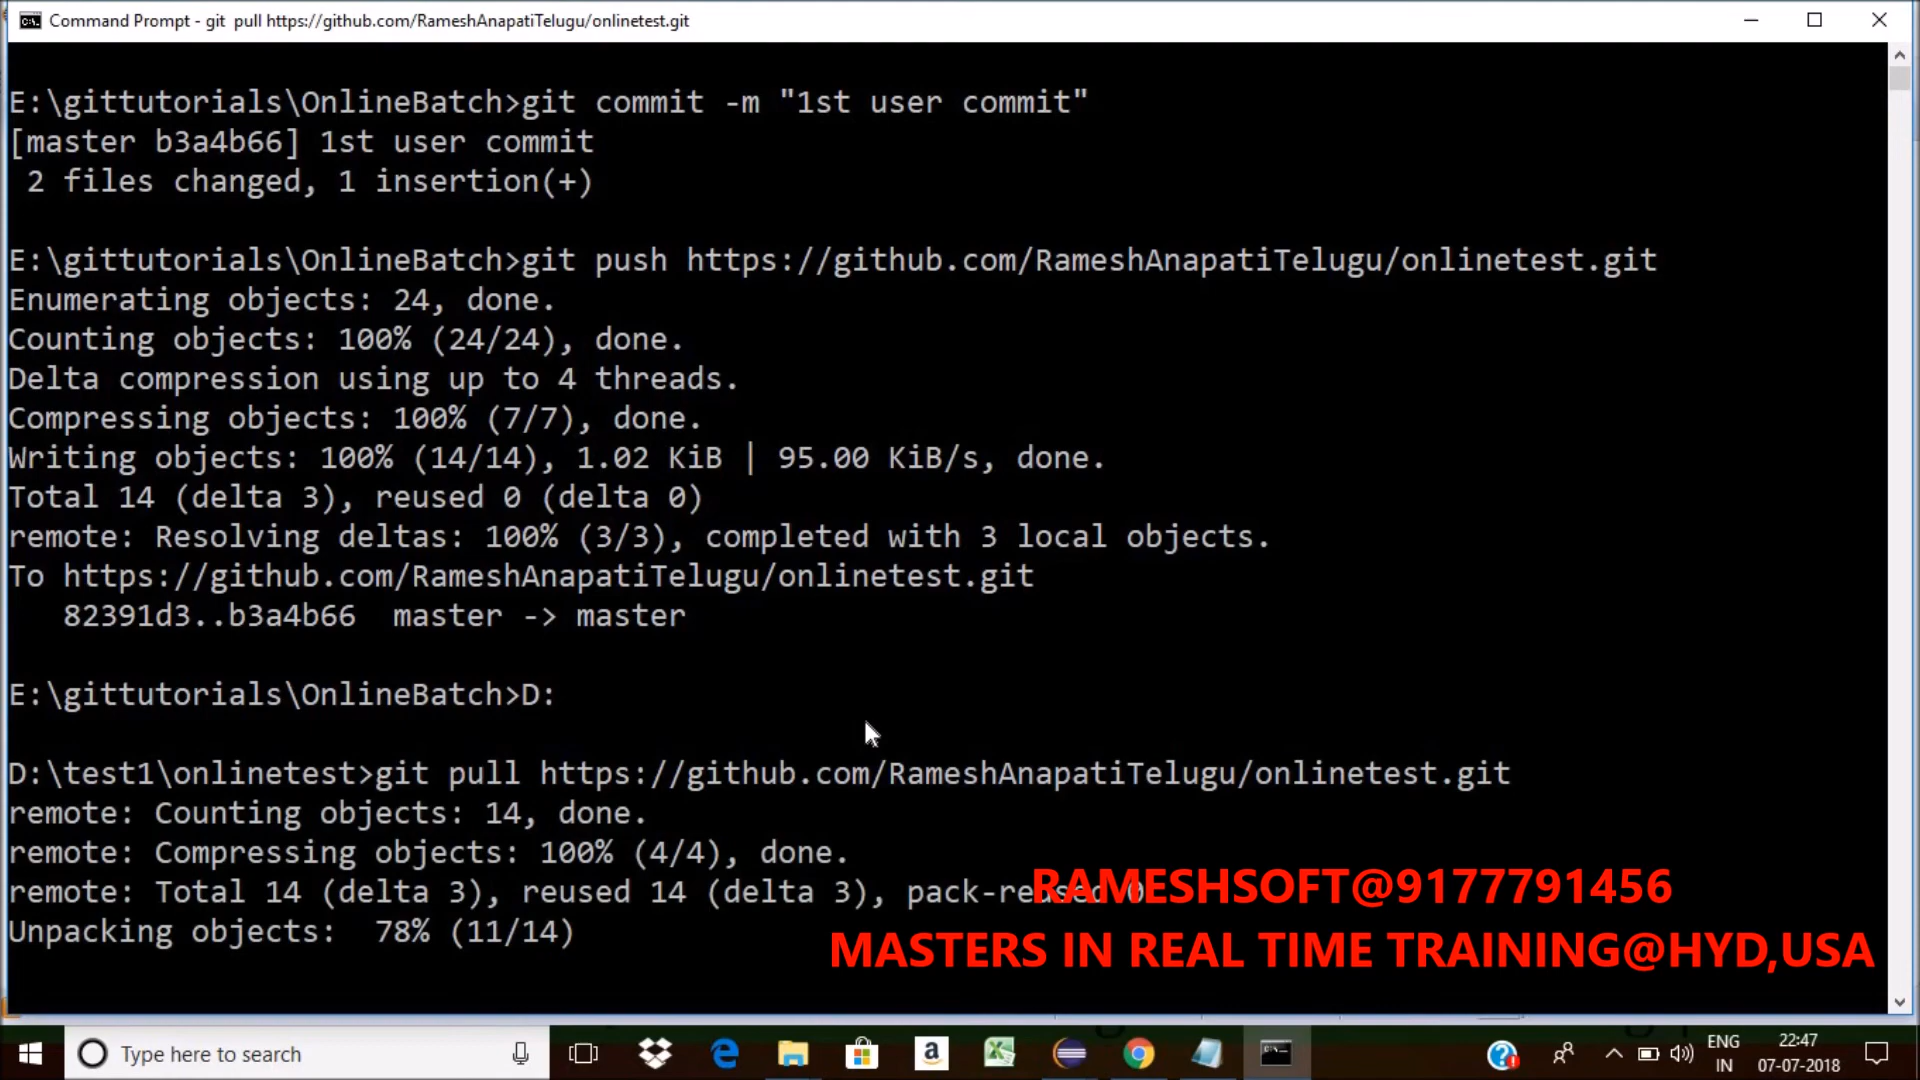 Command Prompt - git  pull https://github.com/RameshAnapatiTelugu/onlinetest.git
E:\gittutorials\OnlineBatch>git commit -m "1st user commit"
[master b3a4b66] 1st user commit
 2 files changed, 1 insertion(+)
E:\gittutorials\OnlineBatch>git push https://github.com/RameshAnapatiTelugu/onlinetest.git
Enumerating objects: 24, done.
Counting objects: 100% (24/24), done.
Delta compression using up to 4 threads.
Compressing objects: 100% (7/7), done.
Writing objects: 100% (14/14), 1.02 KiB | 95.00 KiB/s, done.
Total 14 (delta 3), reused 0 (delta 0)
remote: Resolving deltas: 100% (3/3), completed with 3 local objects.
To https://github.com/RameshAnapatiTelugu/onlinetest.git
   82391d3..b3a4b66  master -> master
E:\gittutorials\OnlineBatch>D:
D:\test1\onlinetest>git pull https://github.com/RameshAnapatiTelugu/onlinetest.git
remote: Counting objects: 14, done.
remote: Compressing objects: 100% (4/4), done.
remote: Total 14 (delta 3), reused 14 (delta 3), pack-reused 0
Unpacking objects:  78% (11/14)
RAMESHSOFT@9177791456
MASTERS IN REAL TIME TRAINING@HYD,USA
Type here to search
ENG
IN
22:47
07-07-2018